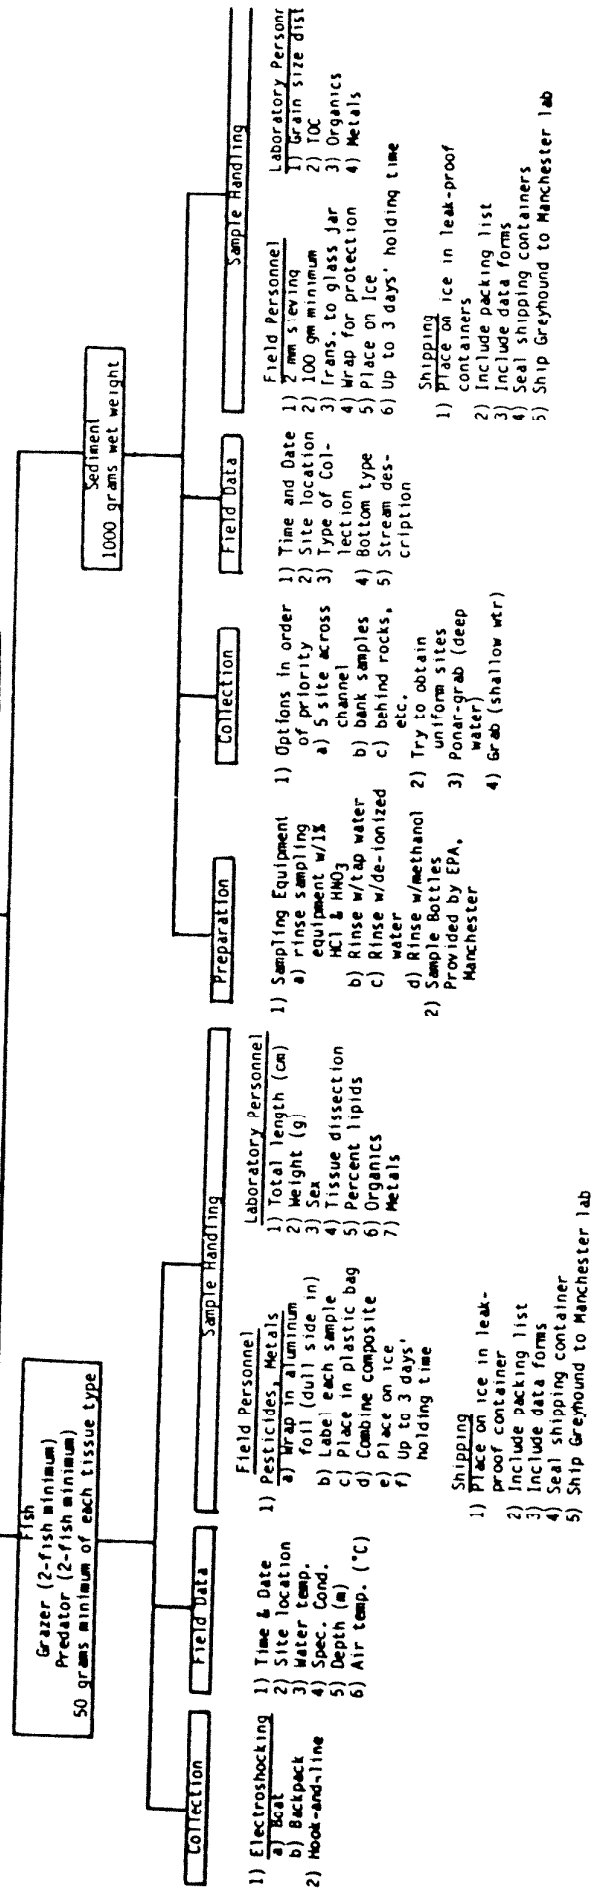 Fish
Grazer (2-fish minimum)
Predator (2-fish minimum)
50 grams minimum of each tissue type
Collection
1) Electroshocking
a) Boat
b) Backpack
2) Hook-and-line
Field Data
1) Time & Date
2) Site location
3) Water temp.
4) Spec. Cond.
5) Depth (m)
6) Air temp. (°C)
Sample Handling
Field Personnel
1) Pesticides, Metals
a) Wrap in aluminum
foil (dull side in)
b) Label each sample
c) Place in plastic bag
d) Combine composite
e) Place on ice
f) Up to 3 days'
holding time
Laboratory Personnel
1) Total length (cm)
2) Weight (g)
3) Sex
4) Tissue dissection
5) Percent lipids
6) Organics
7) Metals
Shipping
1) Place on ice in leak-
proof container
2) Include packing list
3) Include data forms
4) Seal shipping container
5) Ship Greyhound to Manchester lab
Sediment
1000 grams wet weight
Preparation
1) Sampling Equipment
a) rinse sampling
equipment w/1%
HCl & HNO3
b) Rinse w/tap water
c) Rinse w/de-ionized
water
d) Rinse w/methanol
2) Sample Bottles
Provided by EPA,
Manchester
Collection
1) Options in order
of priority
a) 5 site across
channel
b) bank samples
c) behind rocks,
etc.
2) Try to obtain
uniform sites
3) Ponar-grab (deep
water)
4) Grab (shallow wtr)
Field Data
1) Time and Date
2) Site location
3) Type of Col-
lection
4) Bottom type
5) Stream des-
cription
Sample Handling
Field Personnel
1) 2 mm sieving
2) 100 gm minimum
3) Trans. to glass jar
4) Wrap for protection
5) Place on Ice
6) Up to 3 days' holding time
Laboratory Personn
1) Grain size dist
2) TOC
3) Organics
4) Metals
Shipping
1) Place on ice in leak-proof
containers
2) Include packing list
3) Include data forms
4) Seal shipping containers
5) Ship Greyhound to Manchester lab